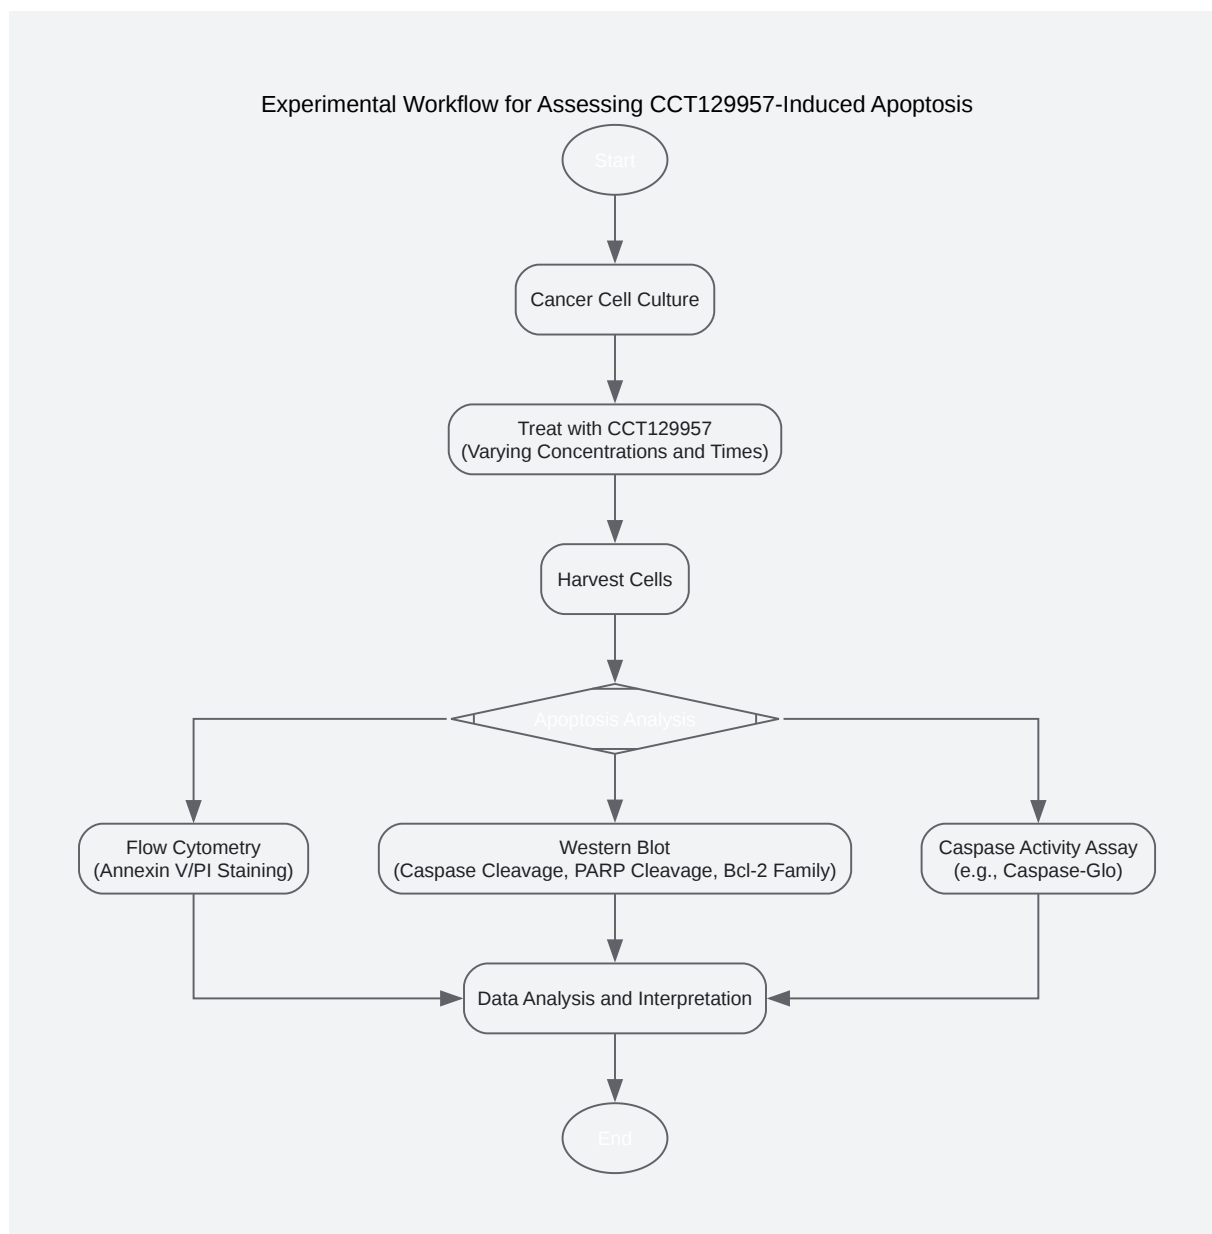 Experimental Workflow for Assessing CCT129957-Induced Apoptosis
Start
Cancer Cell Culture
Treat with CCT129957
(Varying Concentrations and Times)
Harvest Cells
Apoptosis Analysis
Flow Cytometry
(Annexin V/PI Staining)
Western Blot
(Caspase Cleavage, PARP Cleavage, Bcl-2 Family)
Caspase Activity Assay
(e.g., Caspase-Glo)
Data Analysis and Interpretation
End